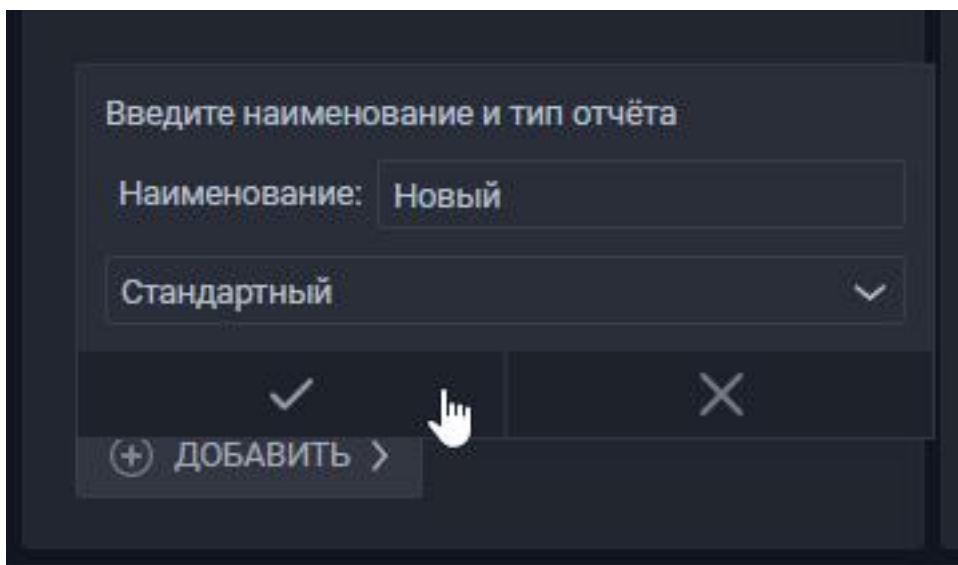 Введите наименование и тип отчёта
Наименование: Новый
Стандартный
ДОБАВИТЬ